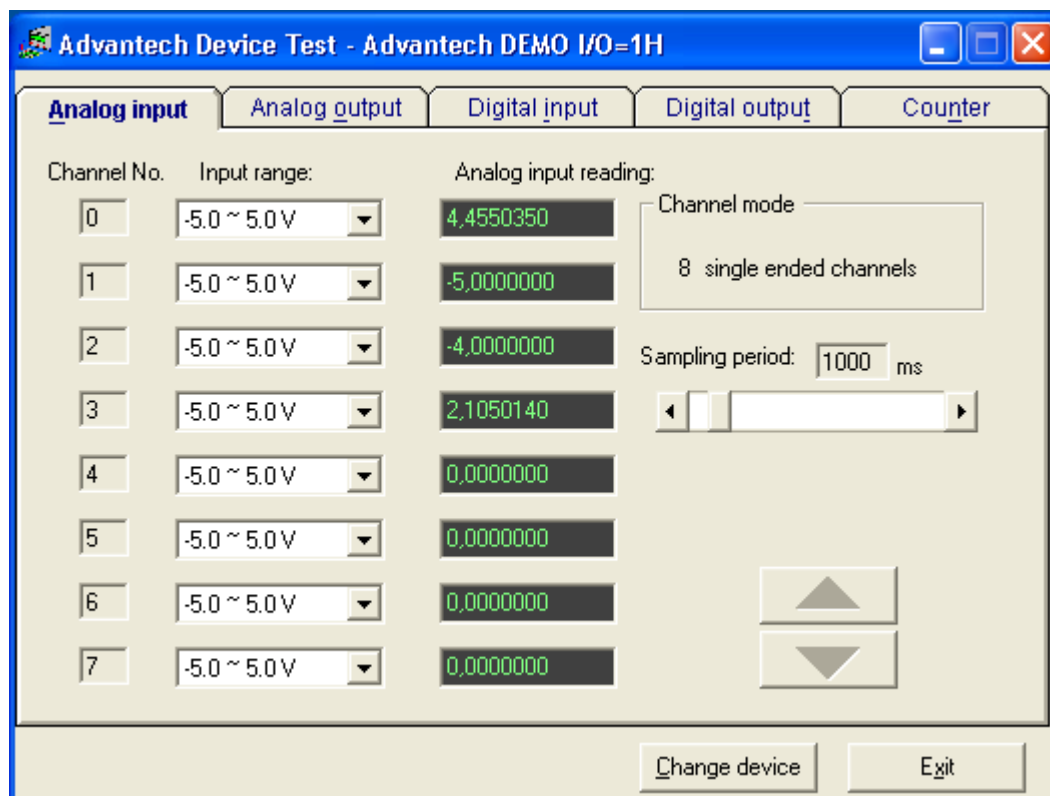 Advantech Device Test - Advantech DEMO I/O=1H
Analog input Analog output Digital input Digital output Counter
Channel No. Input range: Analog input reading:
0 -5.0 ~ 5.0 V 4,4550350
Channel mode
8 single ended channels
1 -5.0 ~ 5.0 V -5,0000000
2 -5.0 ~ 5.0 V -4,0000000
Sampling period: 1000 ms
3 -5.0 ~ 5.0 V 2,1050140
4 -5.0 ~ 5.0 V 0,0000000
5 -5.0 ~ 5.0 V 0,0000000
6 -5.0 ~ 5.0 V 0,0000000
7 -5.0 ~ 5.0 V 0,0000000
Change device Exit